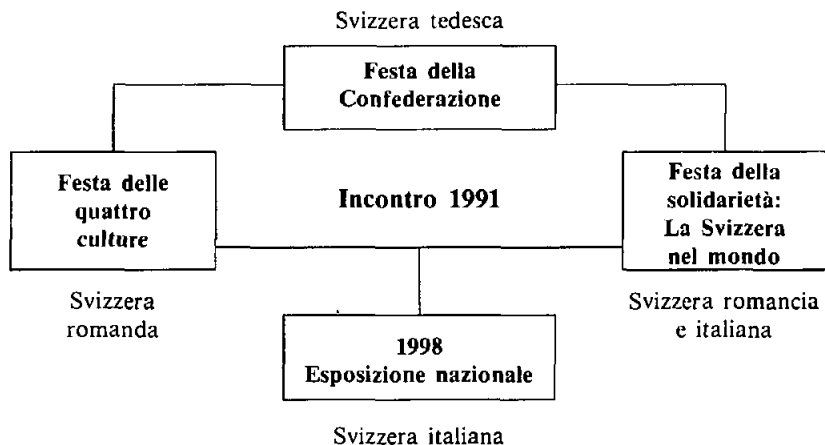 Svizzera tedesca
Festa della
Confederazione
Festa delle
quattro
culture
Incontro 1991
Festa della
solidarietà:
La Svizzera
nel mondo
Svizzera
romanda
Svizzera romancia
e italiana
1998
Esposizione nazionale
Svizzera italiana